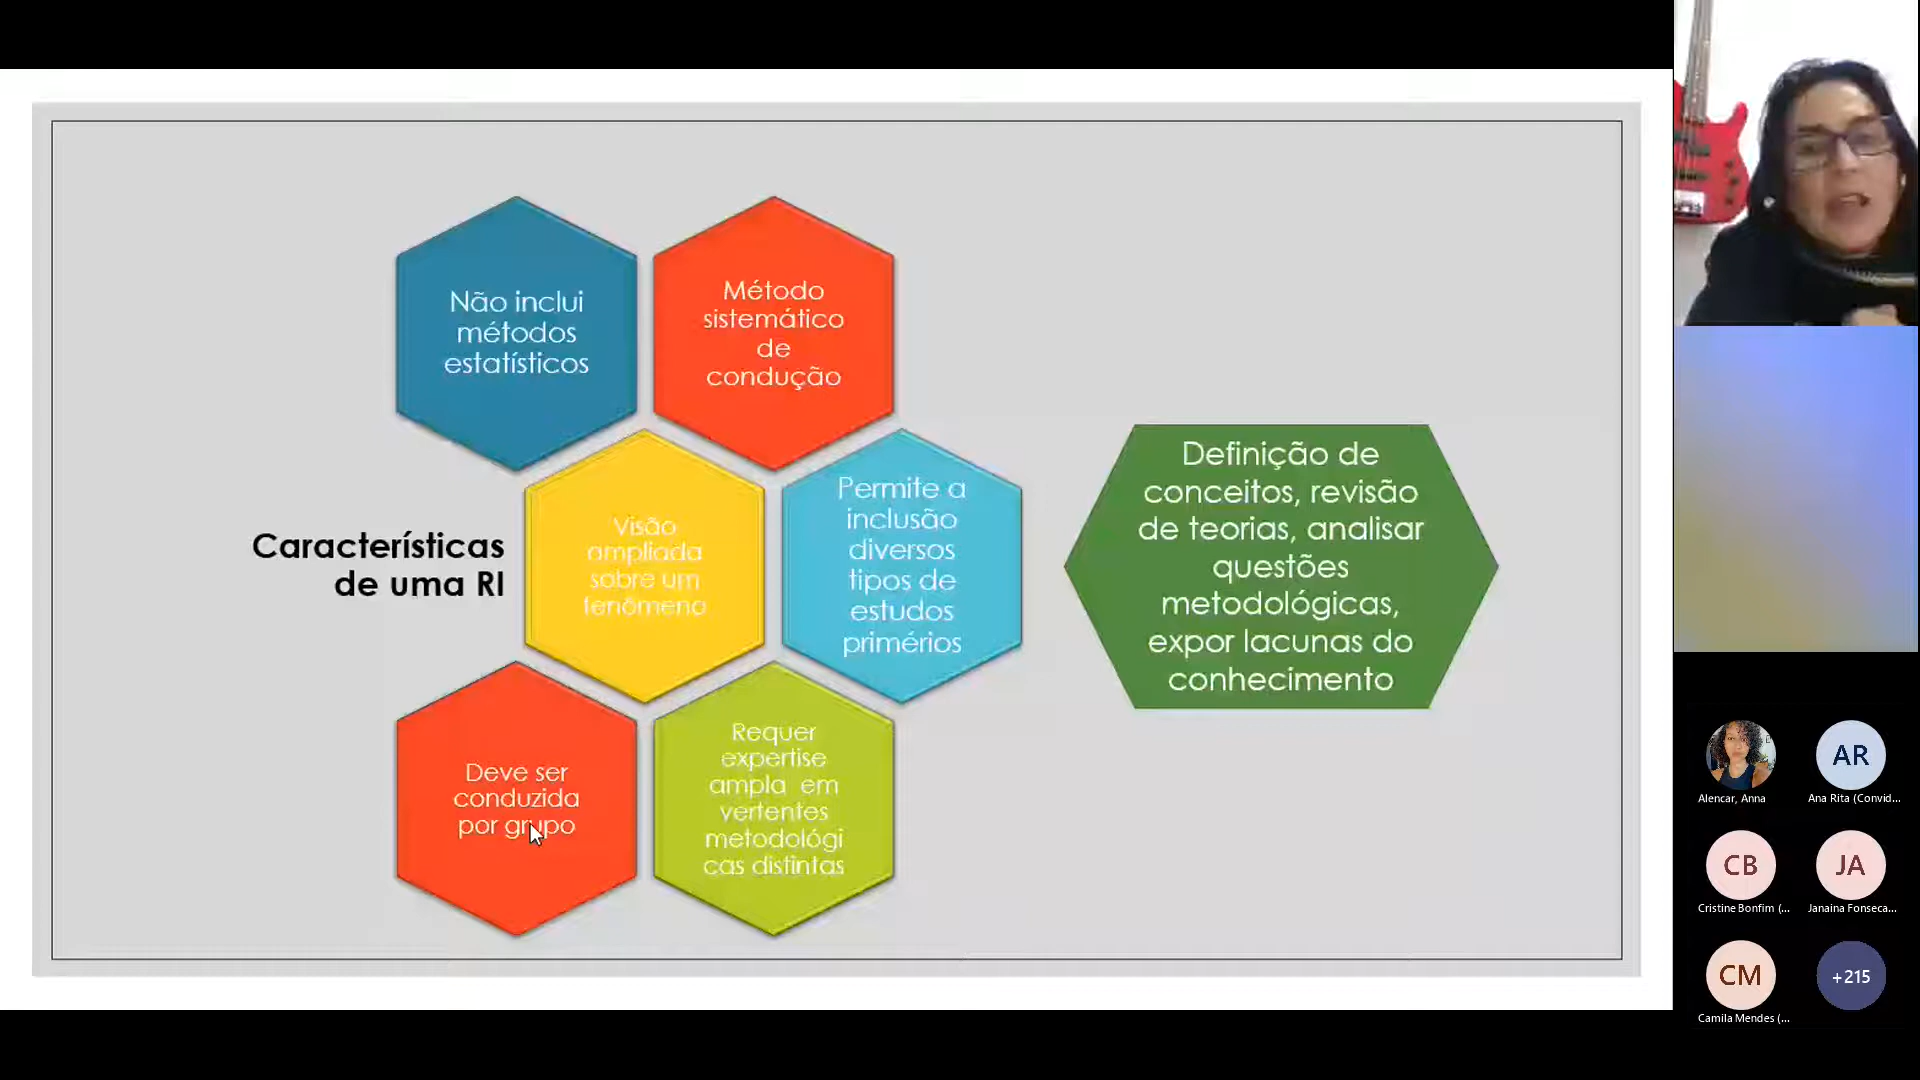 Não inclui
métodos
estatísticos
Método
sistemático
de
condução
Características
de uma RI
Visão
ampliada
sobre um
fenômeno
Permite a
inclusão
diversos
tipos de
estudos
primérios
Definição de
conceitos, revisão
de teorias, analisar
questões
metodológicas,
expor lacunas do
conhecimento
Deve ser
conduzida
por grupo
Requer
expertise
ampla em
vertentes
metodológi
cas distintas
Alencar, Anna
AR
Ana Rita (Convid...
CB
Cristine Bonfim (...
JA
Janaina Fonseca...
CM
Camila Mendes (...
+215